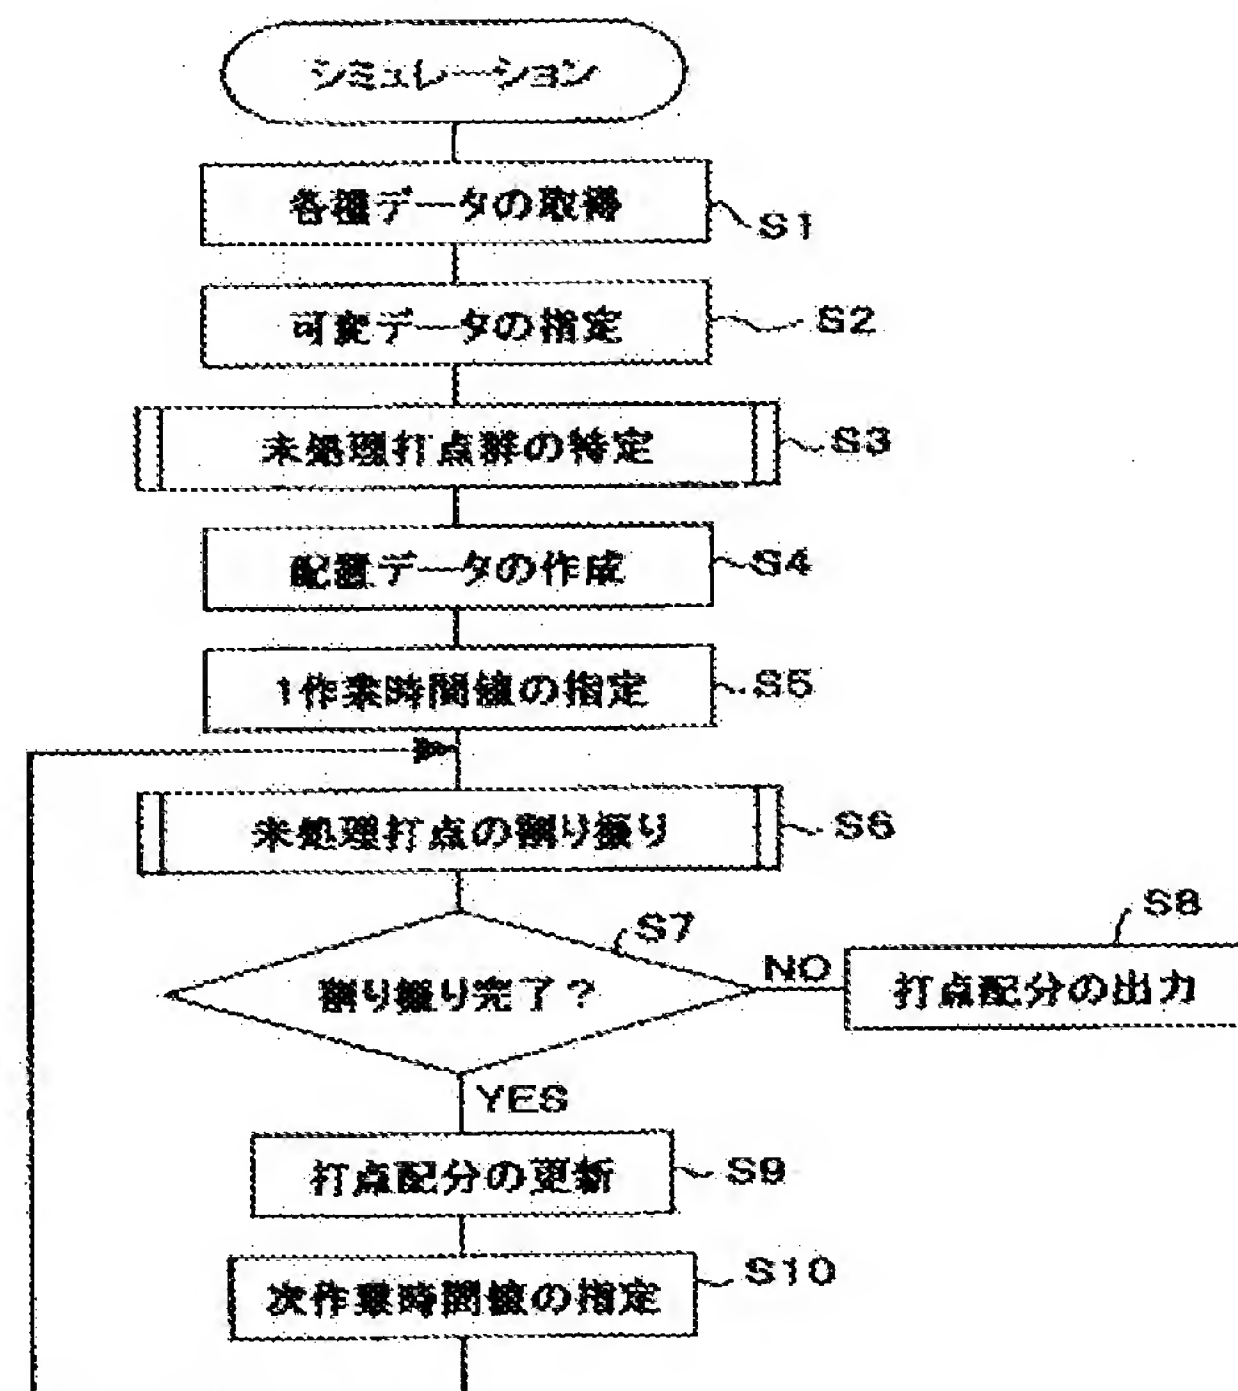 シミュレーション
各種データの取得
S1
可変データの指定
S2
未処理打点群の特定
S3
配置データの作成
S4
1作業時間値の指定
S5
未処理打点の割り振り
S6
割り振り完了?
S7
NO
打点配分の出力
S8
YES
打点配分の更新
S9
次作業時間値の指定
S10